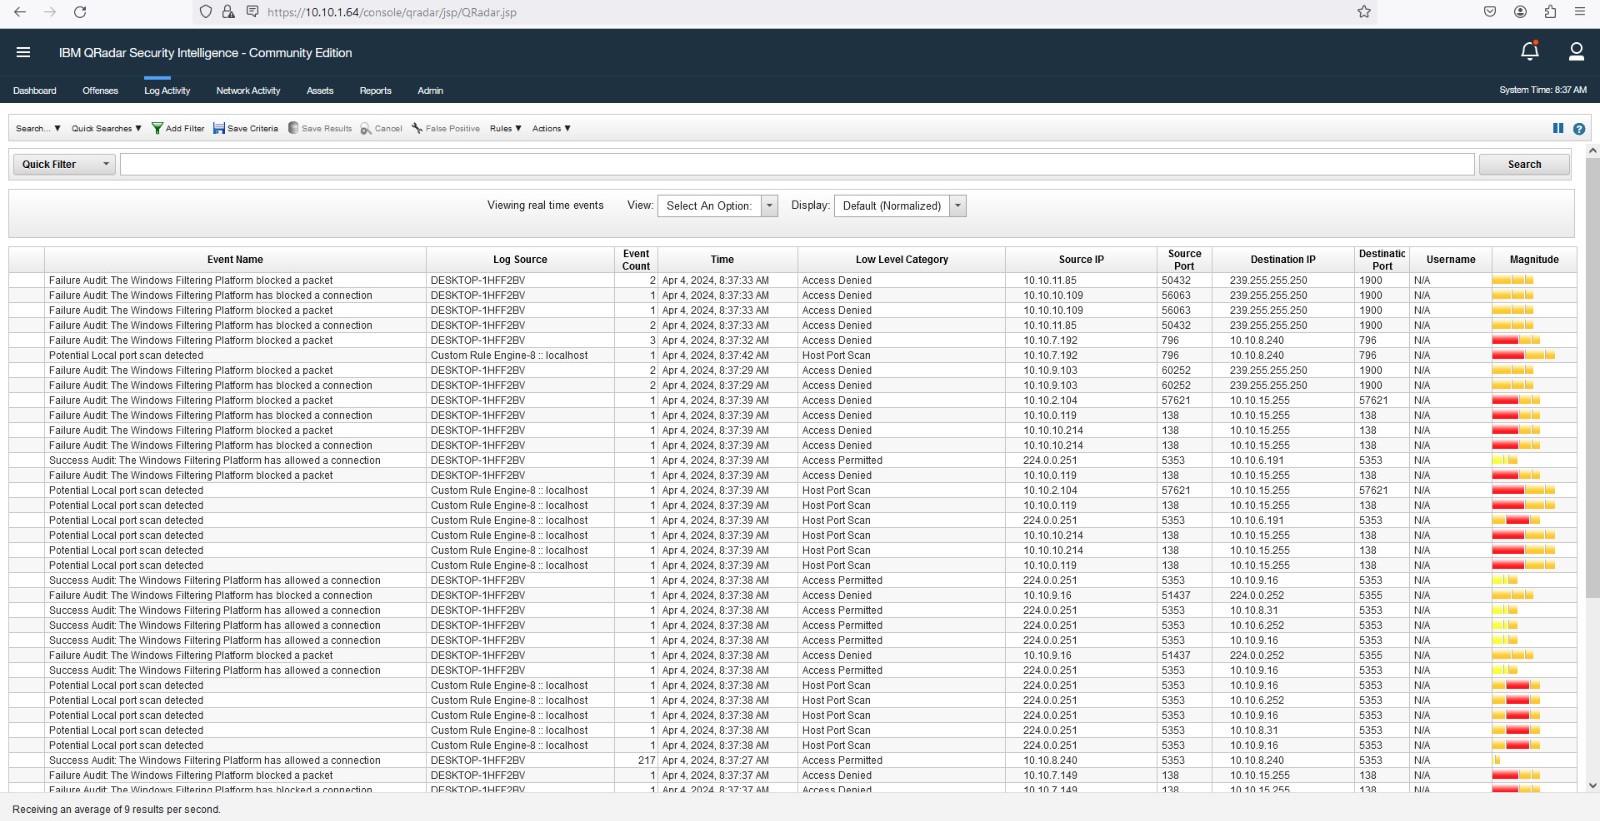 https://10.10.1.64/console/qradar/jsp/QRadar.jsp
IBM QRadar Security Intelligence - Community Edition
Dashboard Offenses Log Activity Network Activity Assets Reports Admin System Time: 8:37 AM
Search... Quick Searches Add Filter Save Criteria Save Results Cancel False Positive Rules Actions
Quick Filter Search
Viewing real time events View: Select An Option: Display: Default (Normalized)
Event Name Log Source Event Count Time Low Level Category Source IP Source Port Destination IP Destinatic Port Username Magnitude
Failure Audit: The Windows Filtering Platform blocked a packet DESKTOP-1HFF2BV 2 Apr 4, 2024, 8:37:33 AM Access Denied 10.10.11.85 50432 239.255.255.250 1900 N/A
Failure Audit: The Windows Filtering Platform has blocked a connection DESKTOP-1HFF2BV 1 Apr 4, 2024, 8:37:33 AM Access Denied 10.10.10.109 56063 239.255.255.250 1900 N/A
Failure Audit: The Windows Filtering Platform blocked a packet DESKTOP-1HFF2BV 1 Apr 4, 2024, 8:37:33 AM Access Denied 10.10.10.109 56063 239.255.255.250 1900 N/A
Failure Audit: The Windows Filtering Platform has blocked a connection DESKTOP-1HFF2BV 2 Apr 4, 2024, 8:37:33 AM Access Denied 10.10.11.85 50432 239.255.255.250 1900 N/A
Failure Audit: The Windows Filtering Platform blocked a packet DESKTOP-1HFF2BV 3 Apr 4, 2024, 8:37:32 AM Access Denied 10.10.7.192 796 10.10.8.240 796 N/A
Potential Local port scan detected Custom Rule Engine-8 :: localhost 1 Apr 4, 2024, 8:37:42 AM Host Port Scan 10.10.7.192 796 10.10.8.240 796 N/A
Failure Audit: The Windows Filtering Platform blocked a packet DESKTOP-1HFF2BV 2 Apr 4, 2024, 8:37:29 AM Access Denied 10.10.9.103 60252 239.255.255.250 1900 N/A
Failure Audit: The Windows Filtering Platform has blocked a connection DESKTOP-1HFF2BV 2 Apr 4, 2024, 8:37:29 AM Access Denied 10.10.9.103 60252 239.255.255.250 1900 N/A
Failure Audit: The Windows Filtering Platform blocked a packet DESKTOP-1HFF2BV 1 Apr 4, 2024, 8:37:39 AM Access Denied 10.10.2.104 57621 10.10.15.255 57621 N/A
Failure Audit: The Windows Filtering Platform has blocked a connection DESKTOP-1HFF2BV 1 Apr 4, 2024, 8:37:39 AM Access Denied 10.10.0.119 138 10.10.15.255 138 N/A
Failure Audit: The Windows Filtering Platform blocked a packet DESKTOP-1HFF2BV 1 Apr 4, 2024, 8:37:39 AM Access Denied 10.10.10.214 138 10.10.15.255 138 N/A
Failure Audit: The Windows Filtering Platform has blocked a connection DESKTOP-1HFF2BV 1 Apr 4, 2024, 8:37:39 AM Access Denied 10.10.10.214 138 10.10.15.255 138 N/A
Success Audit: The Windows Filtering Platform has allowed a connection DESKTOP-1HFF2BV 1 Apr 4, 2024, 8:37:39 AM Access Permitted 224.0.0.251 5353 10.10.6.191 5353 N/A
Failure Audit: The Windows Filtering Platform blocked a packet DESKTOP-1HFF2BV 1 Apr 4, 2024, 8:37:39 AM Access Denied 10.10.0.119 138 10.10.15.255 138 N/A
Potential Local port scan detected Custom Rule Engine-8 :: localhost 1 Apr 4, 2024, 8:37:39 AM Host Port Scan 10.10.2.104 57621 10.10.15.255 57621 N/A
Potential Local port scan detected Custom Rule Engine-8 :: localhost 1 Apr 4, 2024, 8:37:39 AM Host Port Scan 10.10.0.119 138 10.10.15.255 138 N/A
Potential Local port scan detected Custom Rule Engine-8 :: localhost 1 Apr 4, 2024, 8:37:39 AM Host Port Scan 224.0.0.251 5353 10.10.6.191 5353 N/A
Potential Local port scan detected Custom Rule Engine-8 :: localhost 1 Apr 4, 2024, 8:37:39 AM Host Port Scan 10.10.10.214 138 10.10.15.255 138 N/A
Potential Local port scan detected Custom Rule Engine-8 :: localhost 1 Apr 4, 2024, 8:37:39 AM Host Port Scan 10.10.10.214 138 10.10.15.255 138 N/A
Potential Local port scan detected Custom Rule Engine-8 :: localhost 1 Apr 4, 2024, 8:37:39 AM Host Port Scan 10.10.0.119 138 10.10.15.255 138 N/A
Success Audit: The Windows Filtering Platform has allowed a connection DESKTOP-1HFF2BV 1 Apr 4, 2024, 8:37:38 AM Access Permitted 224.0.0.251 5353 10.10.9.16 5353 N/A
Failure Audit: The Windows Filtering Platform has blocked a connection DESKTOP-1HFF2BV 1 Apr 4, 2024, 8:37:38 AM Access Denied 10.10.9.16 51437 224.0.0.252 5355 N/A
Success Audit: The Windows Filtering Platform has allowed a connection DESKTOP-1HFF2BV 1 Apr 4, 2024, 8:37:38 AM Access Permitted 224.0.0.251 5353 10.10.8.31 5353 N/A
Success Audit: The Windows Filtering Platform has allowed a connection DESKTOP-1HFF2BV 1 Apr 4, 2024, 8:37:38 AM Access Permitted 224.0.0.251 5353 10.10.6.252 5353 N/A
Success Audit: The Windows Filtering Platform has allowed a connection DESKTOP-1HFF2BV 1 Apr 4, 2024, 8:37:38 AM Access Permitted 224.0.0.251 5353 10.10.9.16 5353 N/A
Failure Audit: The Windows Filtering Platform blocked a packet DESKTOP-1HFF2BV 1 Apr 4, 2024, 8:37:38 AM Access Denied 10.10.9.16 51437 224.0.0.252 5355 N/A
Success Audit: The Windows Filtering Platform has allowed a connection DESKTOP-1HFF2BV 1 Apr 4, 2024, 8:37:38 AM Access Permitted 224.0.0.251 5353 10.10.9.16 5353 N/A
Potential Local port scan detected Custom Rule Engine-8 :: localhost 1 Apr 4, 2024, 8:37:38 AM Host Port Scan 224.0.0.251 5353 10.10.9.16 5353 N/A
Potential Local port scan detected Custom Rule Engine-8 :: localhost 1 Apr 4, 2024, 8:37:38 AM Host Port Scan 224.0.0.251 5353 10.10.6.252 5353 N/A
Potential Local port scan detected Custom Rule Engine-8 :: localhost 1 Apr 4, 2024, 8:37:38 AM Host Port Scan 224.0.0.251 5353 10.10.9.16 5353 N/A
Potential Local port scan detected Custom Rule Engine-8 :: localhost 1 Apr 4, 2024, 8:37:38 AM Host Port Scan 224.0.0.251 5353 10.10.8.31 5353 N/A
Potential Local port scan detected Custom Rule Engine-8 :: localhost 1 Apr 4, 2024, 8:37:38 AM Host Port Scan 224.0.0.251 5353 10.10.9.16 5353 N/A
Success Audit: The Windows Filtering Platform has allowed a connection DESKTOP-1HFF2BV 217 Apr 4, 2024, 8:37:27 AM Access Permitted 10.10.8.240 5353 10.10.8.240 5353 N/A
Failure Audit: The Windows Filtering Platform blocked a packet DESKTOP-1HFF2BV 1 Apr 4, 2024, 8:37:37 AM Access Denied 10.10.7.149 138 10.10.15.255 138 N/A
Failure Audit: The Windows Filtering Platform has blocked a connection DESKTOP-1HFF2BV 1 Apr 4, 2024, 8:37:37 AM Access Denied 10.10.7.149 138 10.10.15.255 138 N/A
Receiving an average of 9 results per second.